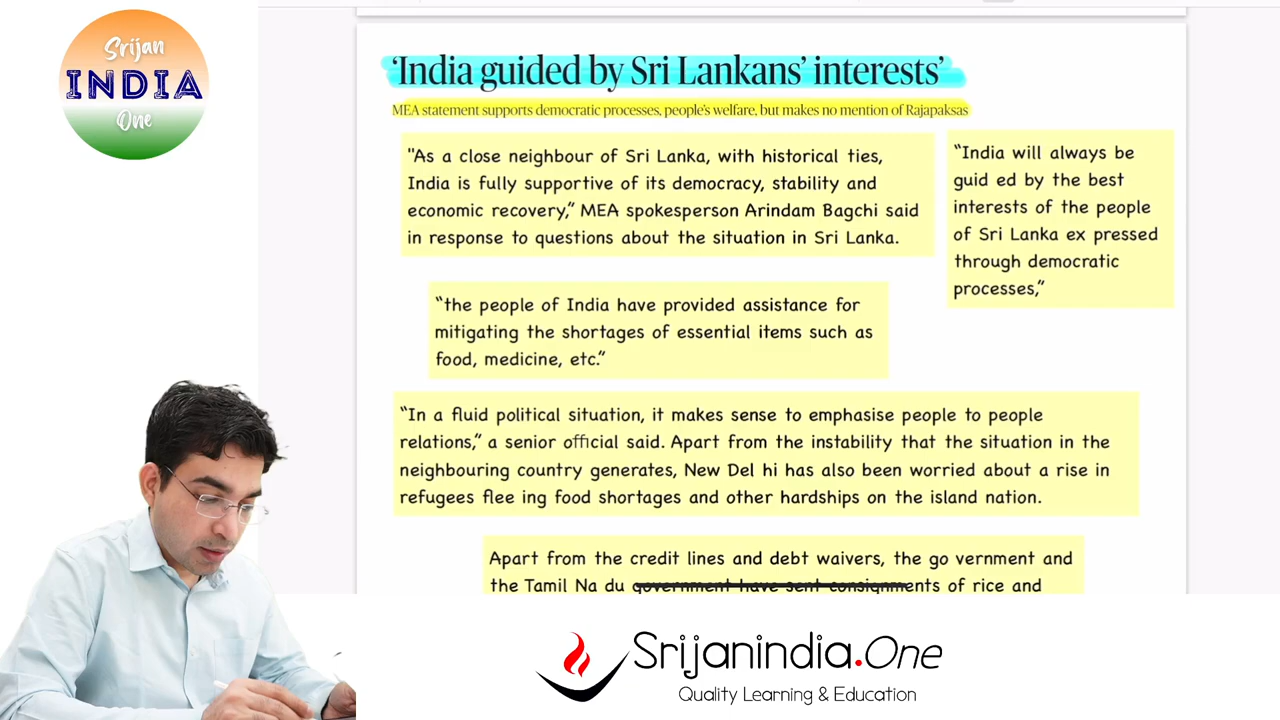 Srijan
INDIA
One
‘India guided by Sri Lankans’ interests’
MEA statement supports democratic processes, people’s welfare, but makes no mention of Rajapaksas
"As a close neighbour of Sri Lanka, with historical ties,
India is fully supportive of its democracy, stability and
economic recovery,” MEA spokesperson Arindam Bagchi said
in response to questions about the situation in Sri Lanka.
“India will always be
guid ed by the best
interests of the people
of Sri Lanka ex pressed
through democratic
processes,”
“the people of India have provided assistance for
mitigating the shortages of essential items such as
food, medicine, etc.”
“In a fluid political situation, it makes sense to emphasise people to people
relations,” a senior official said. Apart from the instability that the situation in the
neighbouring country generates, New Del hi has also been worried about a rise in
refugees flee ing food shortages and other hardships on the island nation.
Apart from the credit lines and debt waivers, the go vernment and
the Tamil Na du government have sent consignments of rice and
Srijanindia.One
Quality Learning & Education